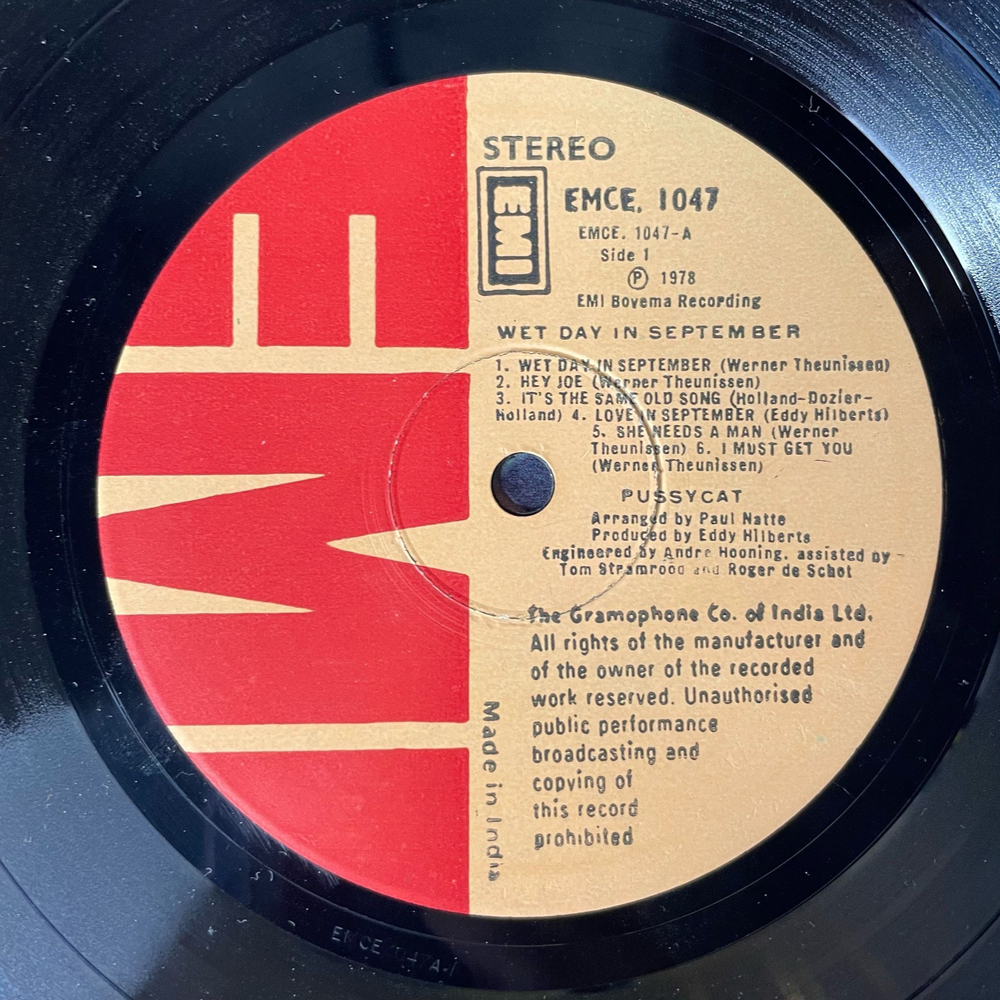 STEREO
EMI
EMCE. 1047
EMCE. 1047-A
Side 1
Ⓟ 1978
EMI Bovema Recording
WET DAY IN SEPTEMBER
1. WET DAY IN SEPTEMBER (Werner Theunissen)
2. HEY JOE (Werner Theunissen)
3. IT'S THE SAME OLD SONG (Holland-Dozier-
Holland) 4. LOVE IN SEPTEMBER (Eddy Hilberts)
5. SHE NEEDS A MAN (Werner
Theunissen) 6. I MUST GET YOU
(Werner Theunissen)
PUSSYCAT
Arranged by Paul Natte
Produced by Eddy Hilberts
Engineered by Andre Hooning, assisted by
Tom Stramrood and Roger de Schot
The Gramophone Co. of India Ltd.
All rights of the manufacturer and
of the owner of the recorded
work reserved. Unauthorised
public performance
broadcasting and
copying of
this record
prohibited
Made in India
EMI
EMCE 1047A-1